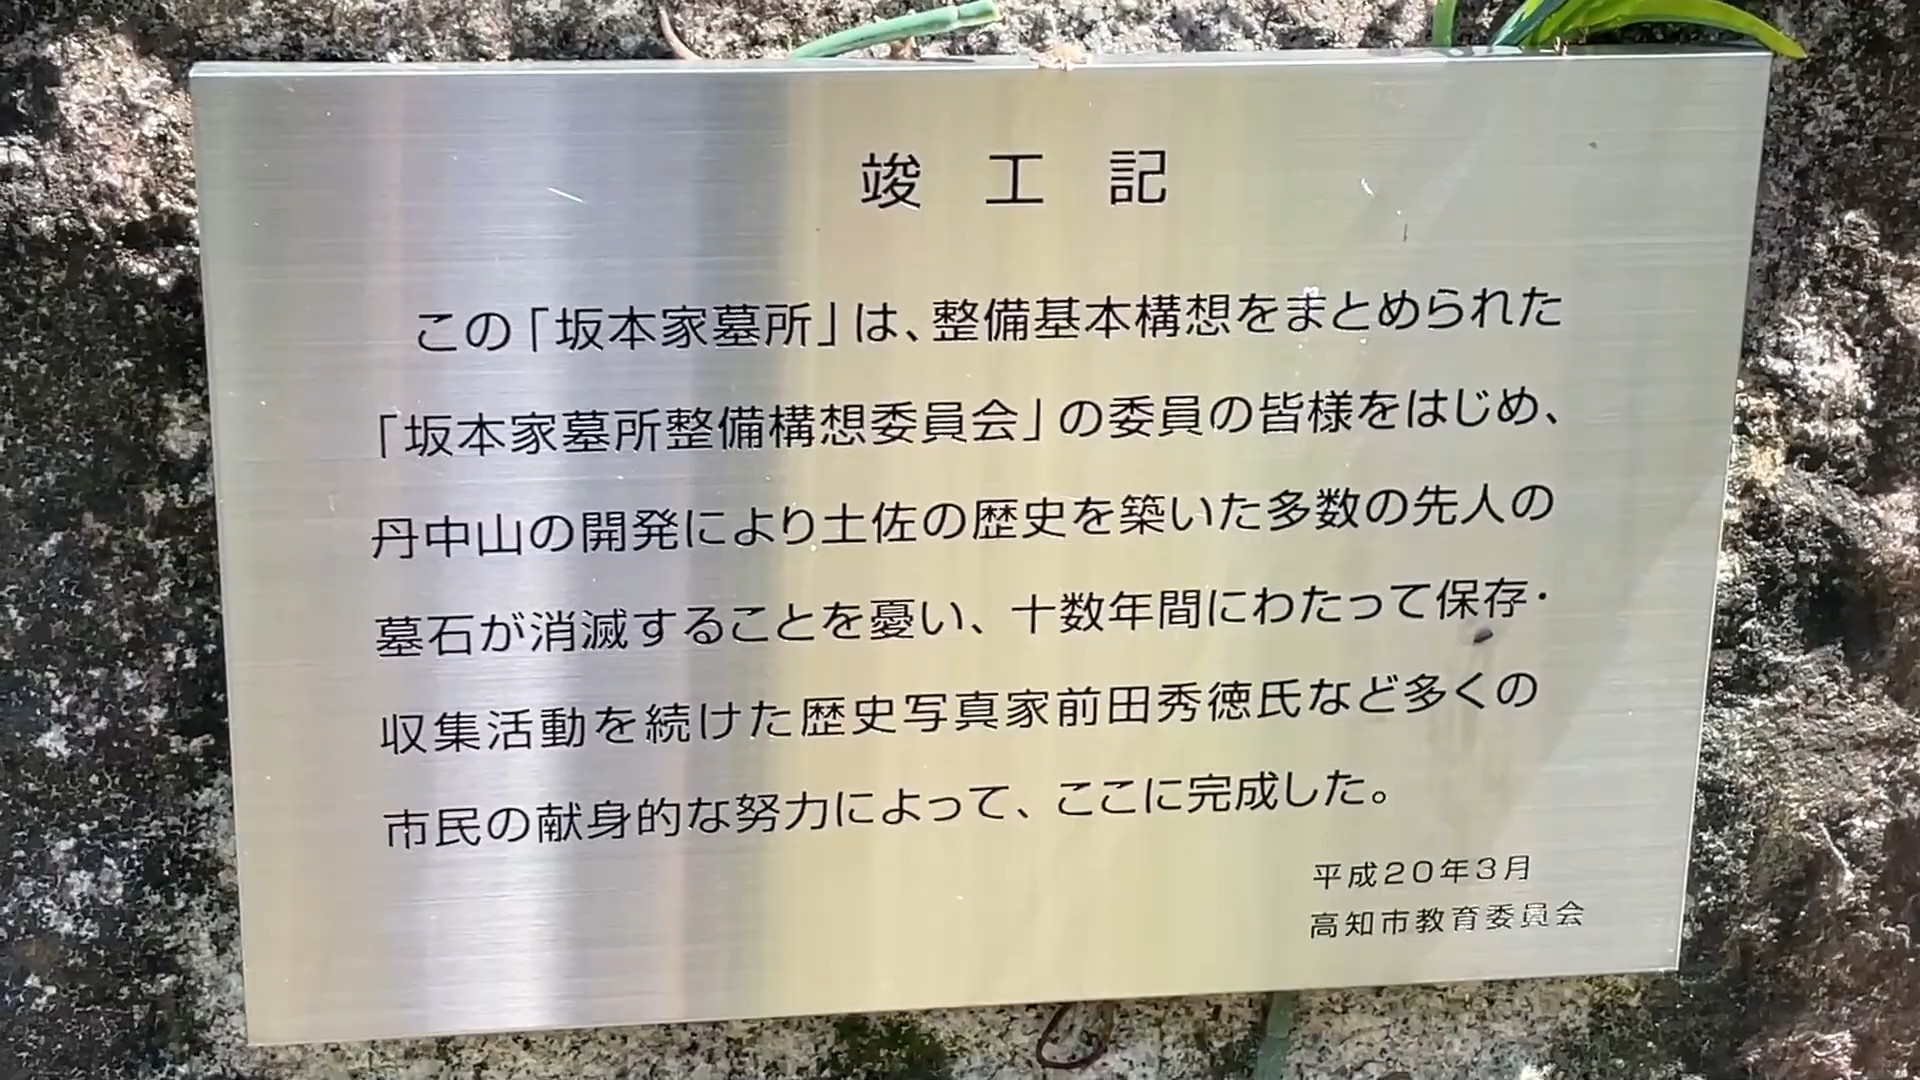 竣工記
この「坂本家墓所」は、整備基本構想をまとめられた
「坂本家墓所整備構想委員会」の委員の皆様をはじめ、
丹中山の開発により土佐の歴史を築いた多数の先人の
墓石が消滅することを憂い、十数年間にわたって保存・
収集活動を続けた歴史写真家前田秀徳氏など多くの
市民の献身的な努力によって、ここに完成した。
平成20年3月
高知市教育委員会